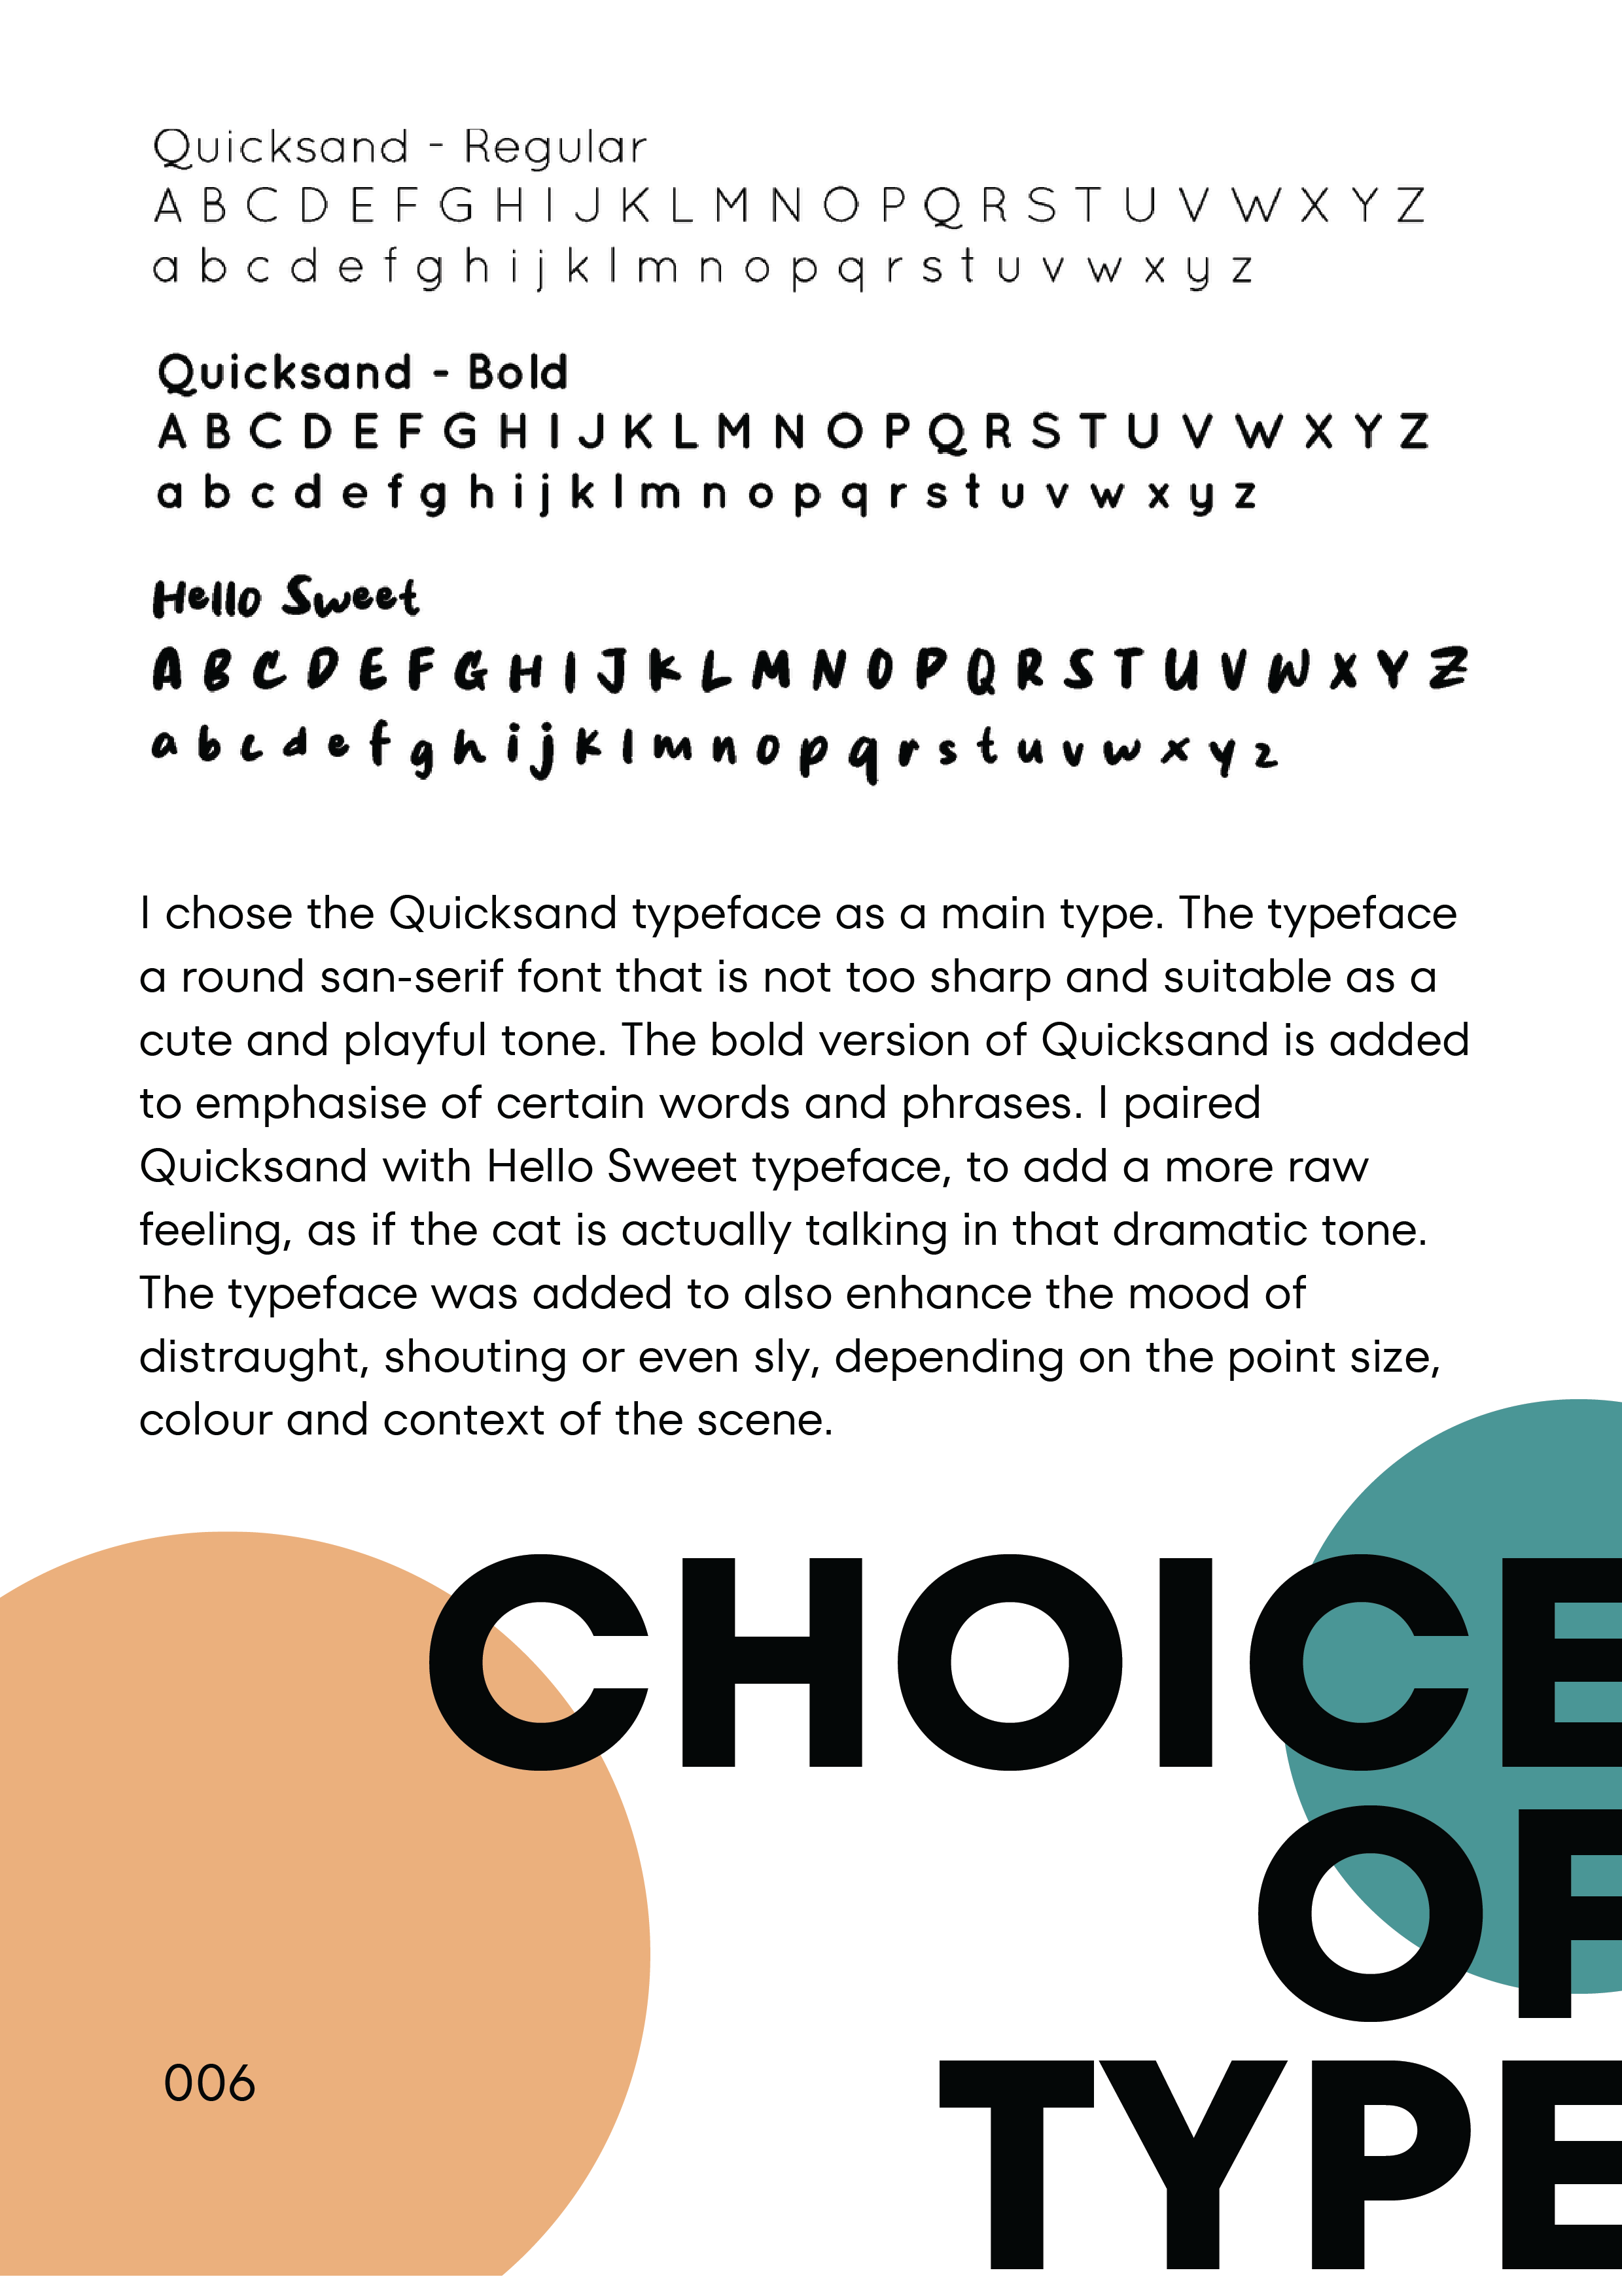 Quicksand - Regular
A B C D E F G H I J K L M N O P Q R S T U V W X Y Z
a b c d e f g h i j k l m n o p q r s t u v w x y z
Quicksand - Bold
A B C D E F G H I J K L M N O P Q R S T U V W X Y Z
a b c d e f g h i j k l m n o p q r s t u v w x y z
Hello Sweet
A B C D E F G H I J K L M N O P Q R S T U V W X Y Z
a b c d e f g h i j k l m n o p q r s t u v w x y z
I chose the Quicksand typeface as a main type. The typeface
a round san-serif font that is not too sharp and suitable as a
cute and playful tone. The bold version of Quicksand is added
to emphasise of certain words and phrases. I paired
Quicksand with Hello Sweet typeface, to add a more raw
feeling, as if the cat is actually talking in that dramatic tone.
The typeface was added to also enhance the mood of
distraught, shouting or even sly, depending on the point size,
colour and context of the scene.
CHOICE
OF
TYPE
006